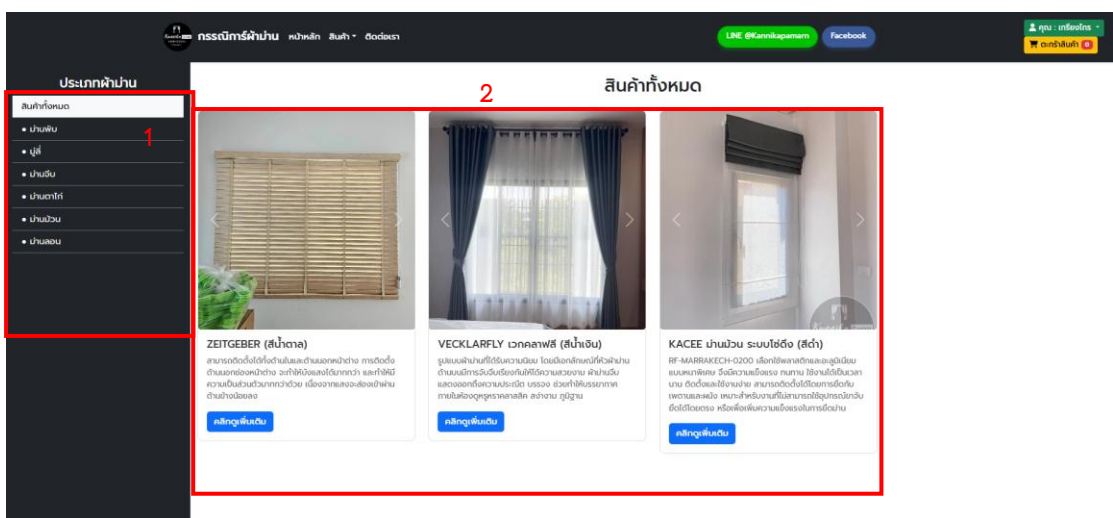 กรรณิการ์ผ้าม่าน หน้าหลัก สินค้า ติดต่อเรา
LINE @Kannikapamarn
Facebook
คุณ : เกรียงไกร
ตะกร้าสินค้า 0
ประเภทผ้าม่าน
สินค้าทั้งหมด
• ม่านพับ
• มู่ลี่
• ม่านจีบ
• ม่านตาไก่
• ม่านม้วน
• ม่านลอน
1
สินค้าทั้งหมด
2
ZEITGEBER (สีน้ำตาล)
สามารถติดตั้งได้ทั้งด้านในและด้านนอกหน้าต่าง การติดตั้ง
ด้านนอกช่องหน้าต่าง จะทำให้บังแสงได้มากกว่า และทำให้มี
ความเป็นส่วนตัวมากกว่าด้วย เนื่องจากแสงจะส่องเข้าผ่าน
ด้านข้างน้อยลง
คลิกดูเพิ่มเติม
VECKLARFLY เวกคลาฟลี (สีน้ำเงิน)
รูปแบบผ้าม่านที่ได้รับความนิยม โดยมีเอกลักษณ์ที่หัวผ้าม่าน
ด้านบนมีการจับจีบเรียงกันให้ได้ความสวยงาม ผ้าม่านจีบ
แสดงออกถึงความประณีต บรรจง ช่วยทำให้บรรยากาศ
ภายในห้องดูหรูหราคลาสสิค สง่างาม ภูมิฐาน
คลิกดูเพิ่มเติม
KACEE ม่านม้วน ระบบโซ่ดึง (สีดำ)
RF-MARRAKECH-0200 เลือกใช้พลาสติกและอะลูมิเนียม
แบบหนาพิเศษ จึงมีความแข็งแรง ทนทาน ใช้งานได้เป็นเวลา
นาน ติดตั้งและใช้งานง่าย สามารถติดตั้งได้โดยการยึดกับ
เพดานและผนัง เหมาะสำหรับงานที่ไม่สามารถใช้อุปกรณ์ขาจับ
ยึดได้โดยตรง หรือเพื่อเพิ่มความแข็งแรงในการยึดม่าน
คลิกดูเพิ่มเติม